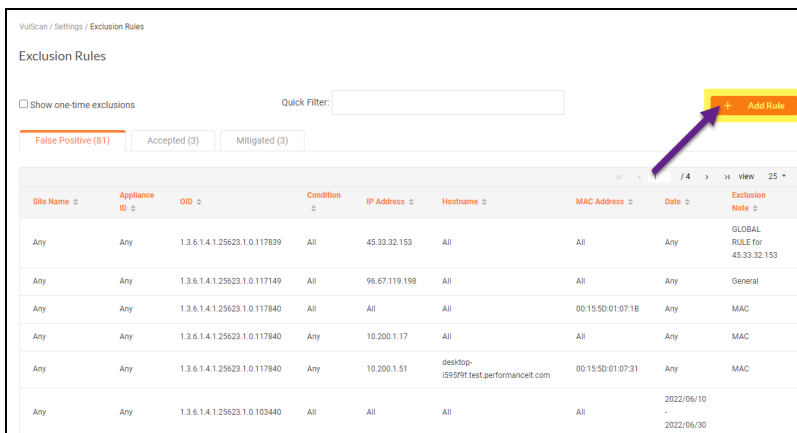 VulScan / Settings / Exclusion Rules
Exclusion Rules
Show one-time exclusions
Quick Filter:
+ Add Rule
False Positive (81)
Accepted (3)
Mitigated (3)
/ 4
view 25
Site Name
Appliance ID
OID
Condition
IP Address
Hostname
MAC Address
Date
Exclusion Note
Any Any 1.3.6.1.4.1.25623.1.0.117839 All 45.33.32.153 All All Any GLOBAL RULE for 45.33.32.153
Any Any 1.3.6.1.4.1.25623.1.0.117149 All 96.67.119.198 All All Any General
Any Any 1.3.6.1.4.1.25623.1.0.117840 All All All 00:15:5D:01:07:1B Any MAC
Any Any 1.3.6.1.4.1.25623.1.0.117840 Any 10.200.1.17 All All Any MAC
Any Any 1.3.6.1.4.1.25623.1.0.117840 Any 10.200.1.51 desktop-i595f9f.test.performanceit.com 00:15:5D:01:07:31 Any MAC
Any Any 1.3.6.1.4.1.25623.1.0.103440 All All All All 2022/06/10 - 2022/06/30